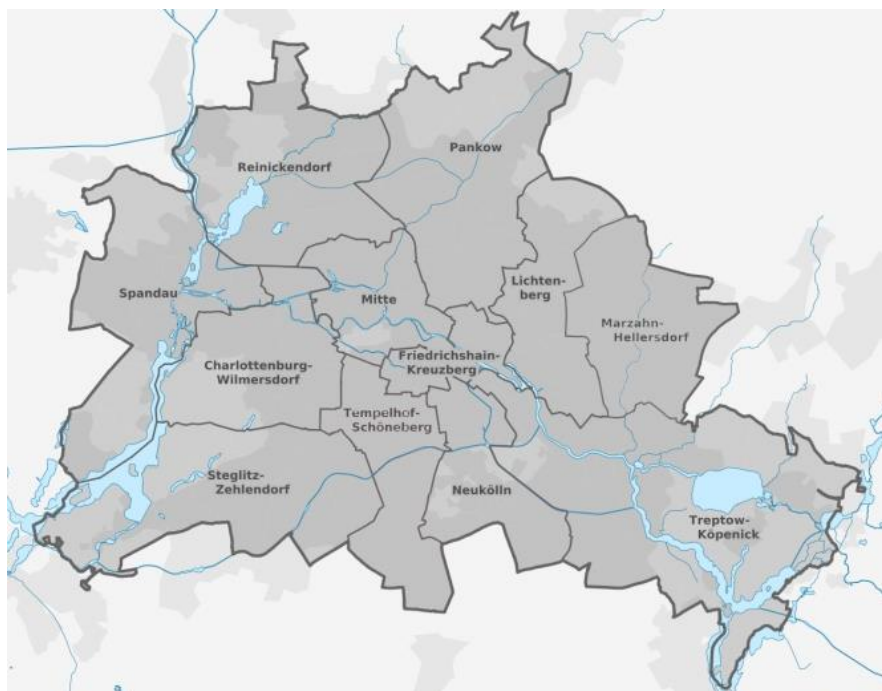 Pankow
Reinickendorf
Lichten-
berg
Spandau
Mitte
Marzahn-
Hellersdorf
Friedrichshain-
Kreuzberg
Charlottenburg-
Wilmersdorf
Tempelhof-
Schöneberg
Steglitz-
Zehlendorf
Neukölln
Treptow-
Köpenick